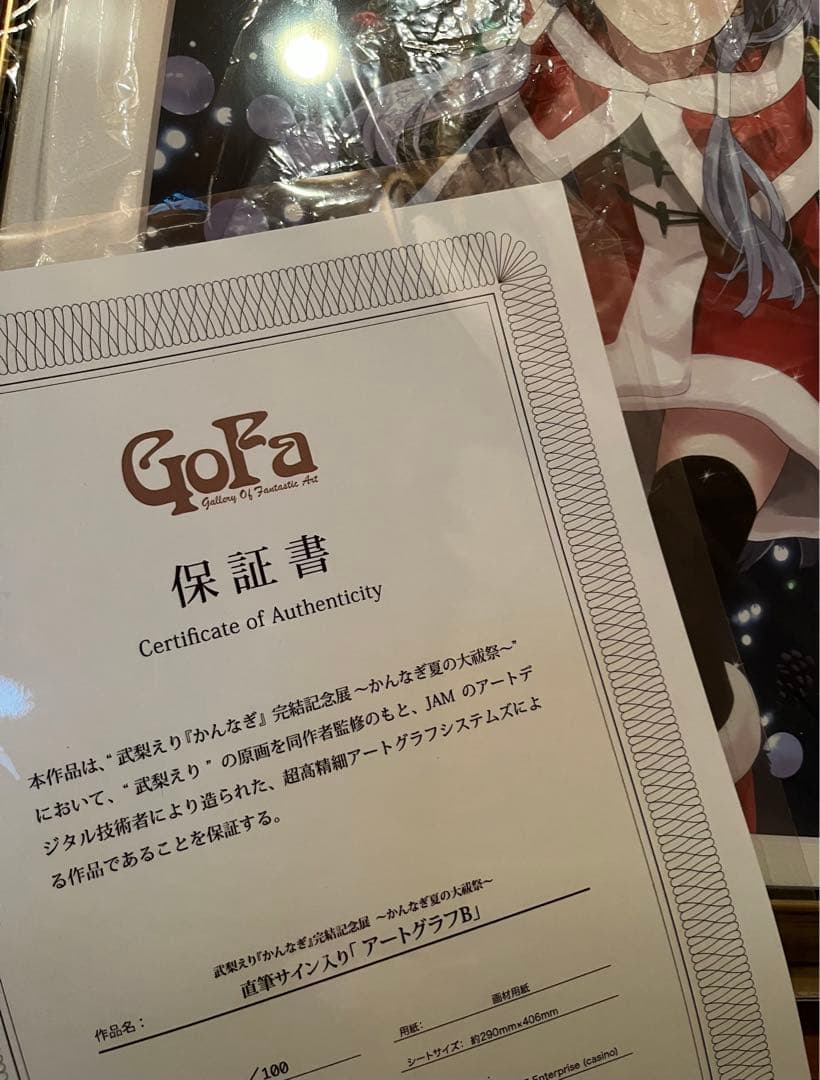 GoFa
Gallery Of Fantastic Art
保証書
Certificate of Authenticity
本作品は、“武梨えり『かんなぎ』完結記念展～かんなぎ夏の大祓祭～”
において、“武梨えり”の原画を同作者監修のもと、JAM のアートデ
ジタル技術者により造られた、超高精細アートグラフシステムズによ
る作品であることを保証する。
武梨えり『かんなぎ』完結記念展 ～かんなぎ夏の大祓祭～
作品名： 直筆サイン入り「アートグラフB」
／100
用紙： 画材用紙
シートサイズ： 約290mm×406mm
Enterprise (casino)